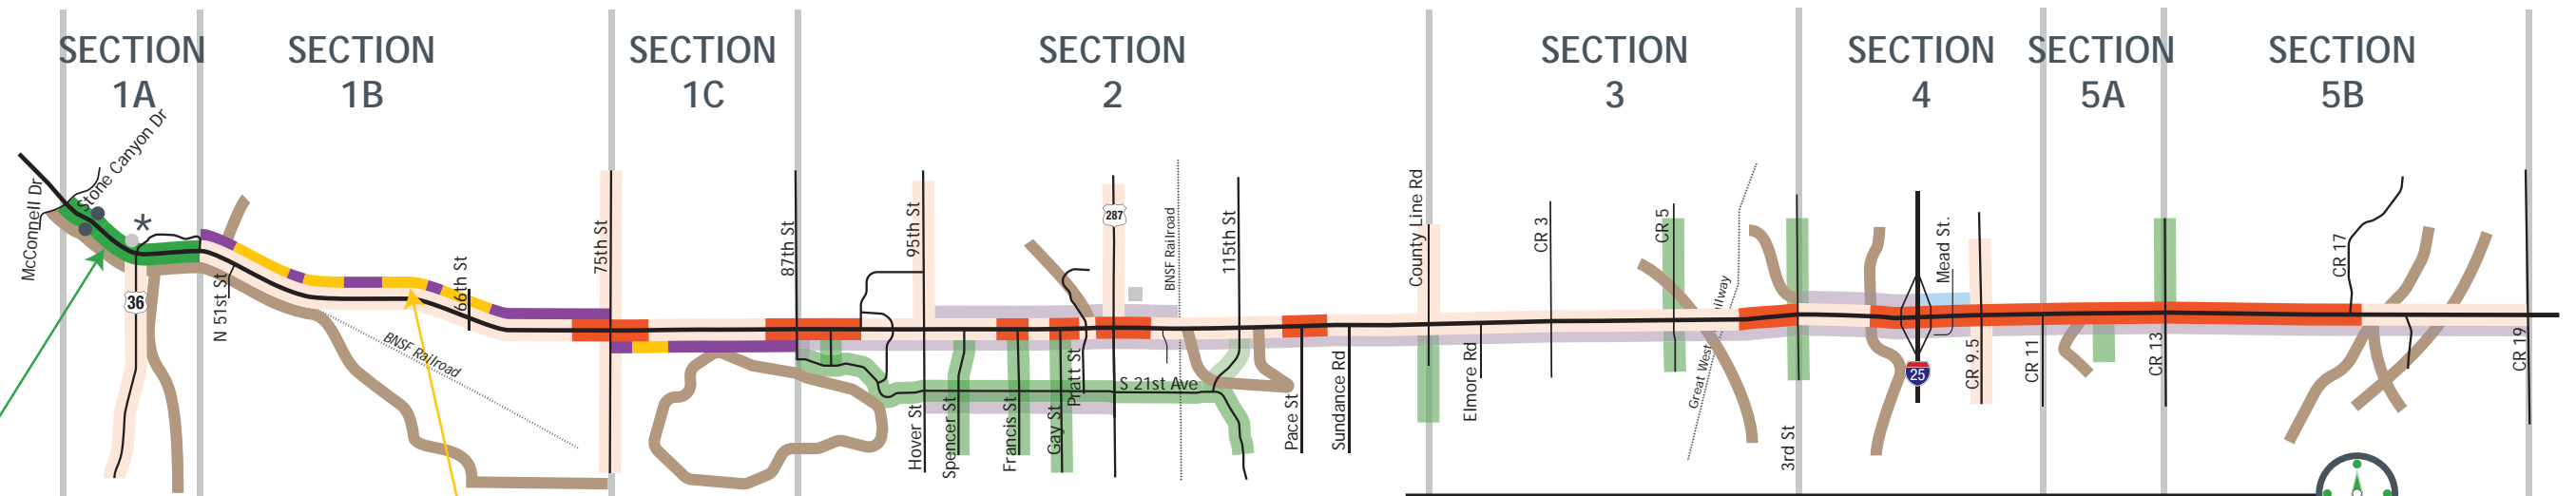 SECTION
1A
SECTION
1B
SECTION
1C
SECTION
2
SECTION
3
SECTION
4
SECTION
5A
SECTION
5B
McConnell Dr
Stone Canyon Dr
*
36
N 51st St
BNSF Railroad
66th St
75th St
87th St
95th St
Hover St
Spencer St
Francis St
Gay St
Pratt St
287
S 21st Ave
BNSF Railroad
115th St
Pace St
Sundance Rd
County Line Rd
Elmore Rd
CR 3
CR 5
Great West ilway
3rd St
25
Mead St.
CR 9.5
CR 11
CR 13
CR 17
CR 19